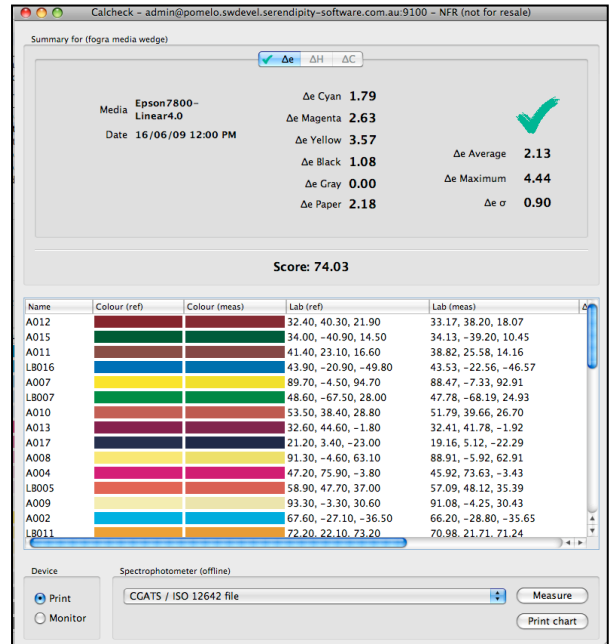 Calcheck – admin@pomelo.swdevel.serendipity-software.com.au:9100 – NFR (not for resale)
Summary for (fogra media wedge)
✓ Δe ΔH ΔC
Media Epson7800-Linear4.0
Date 16/06/09 12:00 PM
Δe Cyan 1.79
Δe Magenta 2.63
Δe Yellow 3.57
Δe Black 1.08
Δe Gray 0.00
Δe Paper 2.18
Δe Average 2.13
Δe Maximum 4.44
Δe σ 0.90
Score: 74.03
Name Colour (ref) Colour (meas) Lab (ref) Lab (meas)
A012 32.40, 40.30, 21.90 33.17, 38.20, 18.07
A015 34.00, -40.90, 14.50 34.13, -39.20, 10.45
A011 41.40, 23.10, 16.60 38.82, 25.58, 14.16
LB016 43.90, -20.90, -49.80 43.53, -22.56, -46.57
A007 89.70, -4.50, 94.70 88.47, -7.33, 92.91
LB007 48.60, -67.50, 28.00 47.78, -68.19, 24.93
A010 53.50, 38.40, 28.80 51.79, 39.66, 26.70
A013 32.60, 44.60, -1.80 32.41, 41.78, -1.92
A017 21.20, 3.40, -23.00 19.16, 5.12, -22.29
A008 91.30, -4.60, 63.10 88.91, -5.92, 62.91
A004 47.20, 75.90, -3.80 45.92, 73.63, -3.43
LB005 58.90, 47.70, 37.00 57.09, 48.12, 35.39
A009 93.30, -3.30, 30.60 91.08, -4.25, 30.43
A002 67.60, -27.10, -36.50 66.20, -28.80, -35.65
LB011 72.20, 22.10, 73.20 70.98, 21.71, 71.24
Device
Print
Monitor
Spectrophotometer (offline)
CGATS / ISO 12642 file
Measure
Print chart